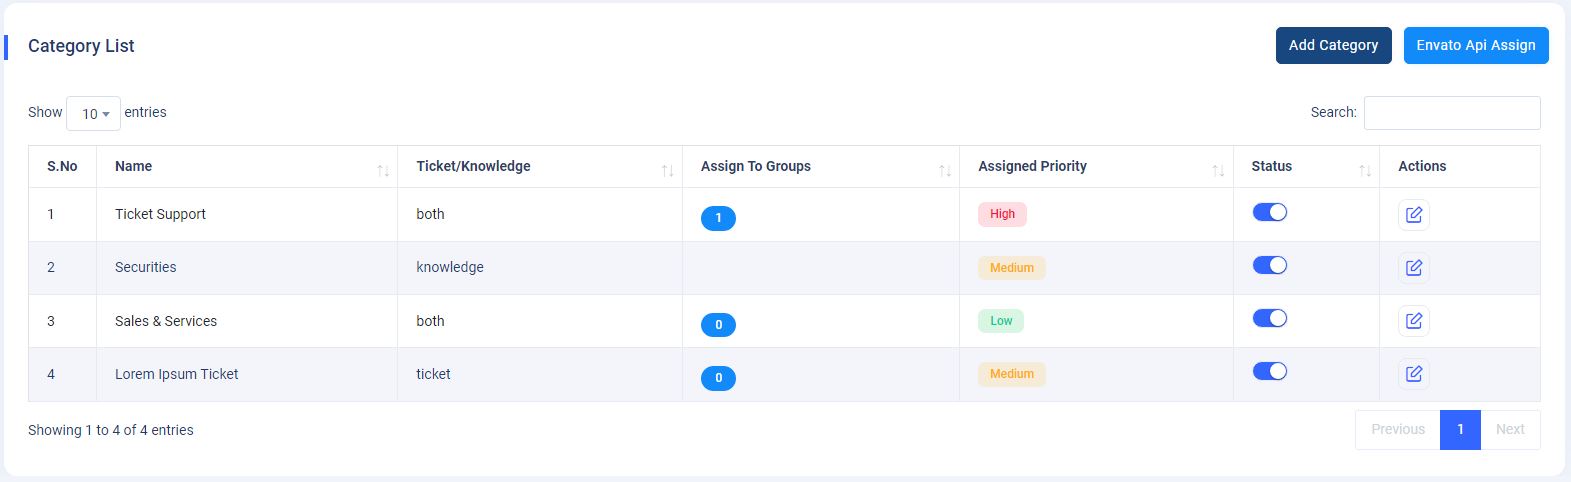 Category List
Add Category
Envato Api Assign
Show 10 entries
Search:
S.No Name Ticket/Knowledge Assign To Groups Assigned Priority Status Actions
1 Ticket Support both 1 High
2 Securities knowledge Medium
3 Sales & Services both 0 Low
4 Lorem Ipsum Ticket ticket 0 Medium
Showing 1 to 4 of 4 entries
Previous 1 Next